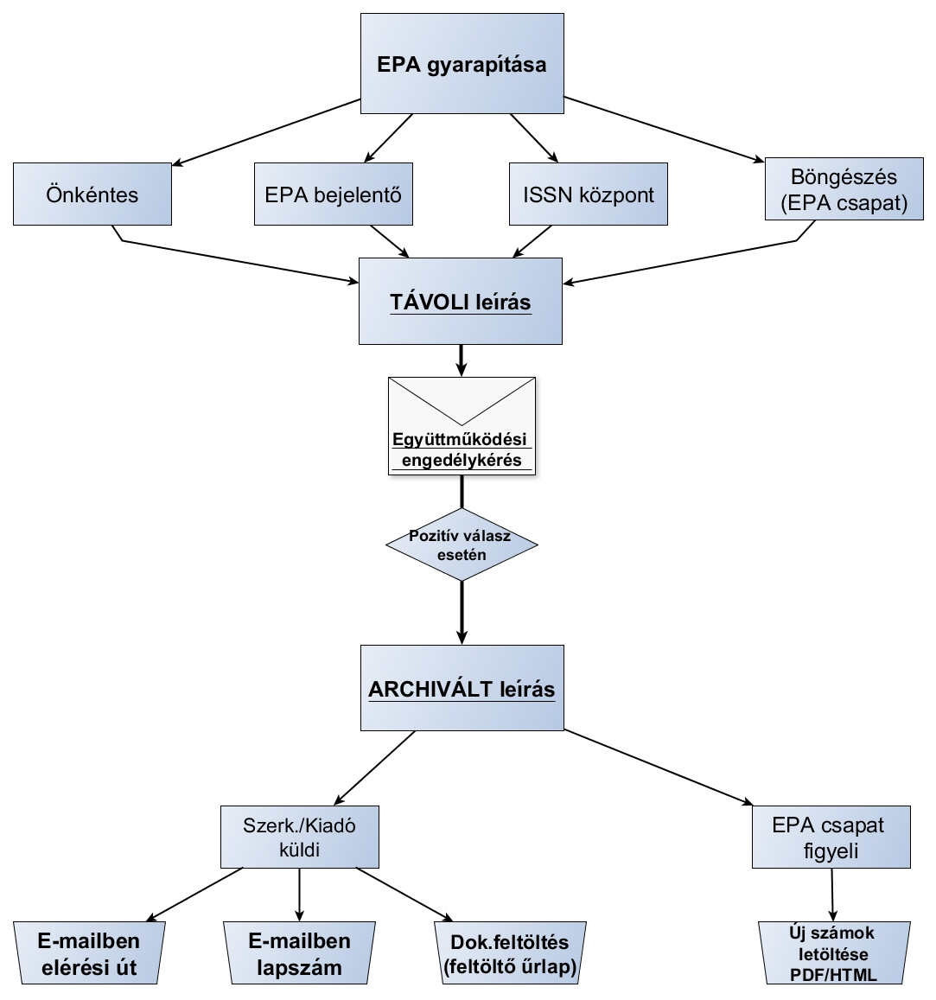 EPA gyarapítása
Önkéntes
EPA bejelentő
ISSN központ
Böngészés
(EPA csapat)
TÁVOLI leírás
Együttműködési
engedélykérés
Pozitív válasz
esetén
ARCHIVÁLT leírás
Szerk./Kiadó
küldi
EPA csapat
figyeli
E-mailben
elérési út
E-mailben
lapszám
Dok.feltöltés
(feltöltő űrlap)
Új számok
letöltése
PDF/HTML